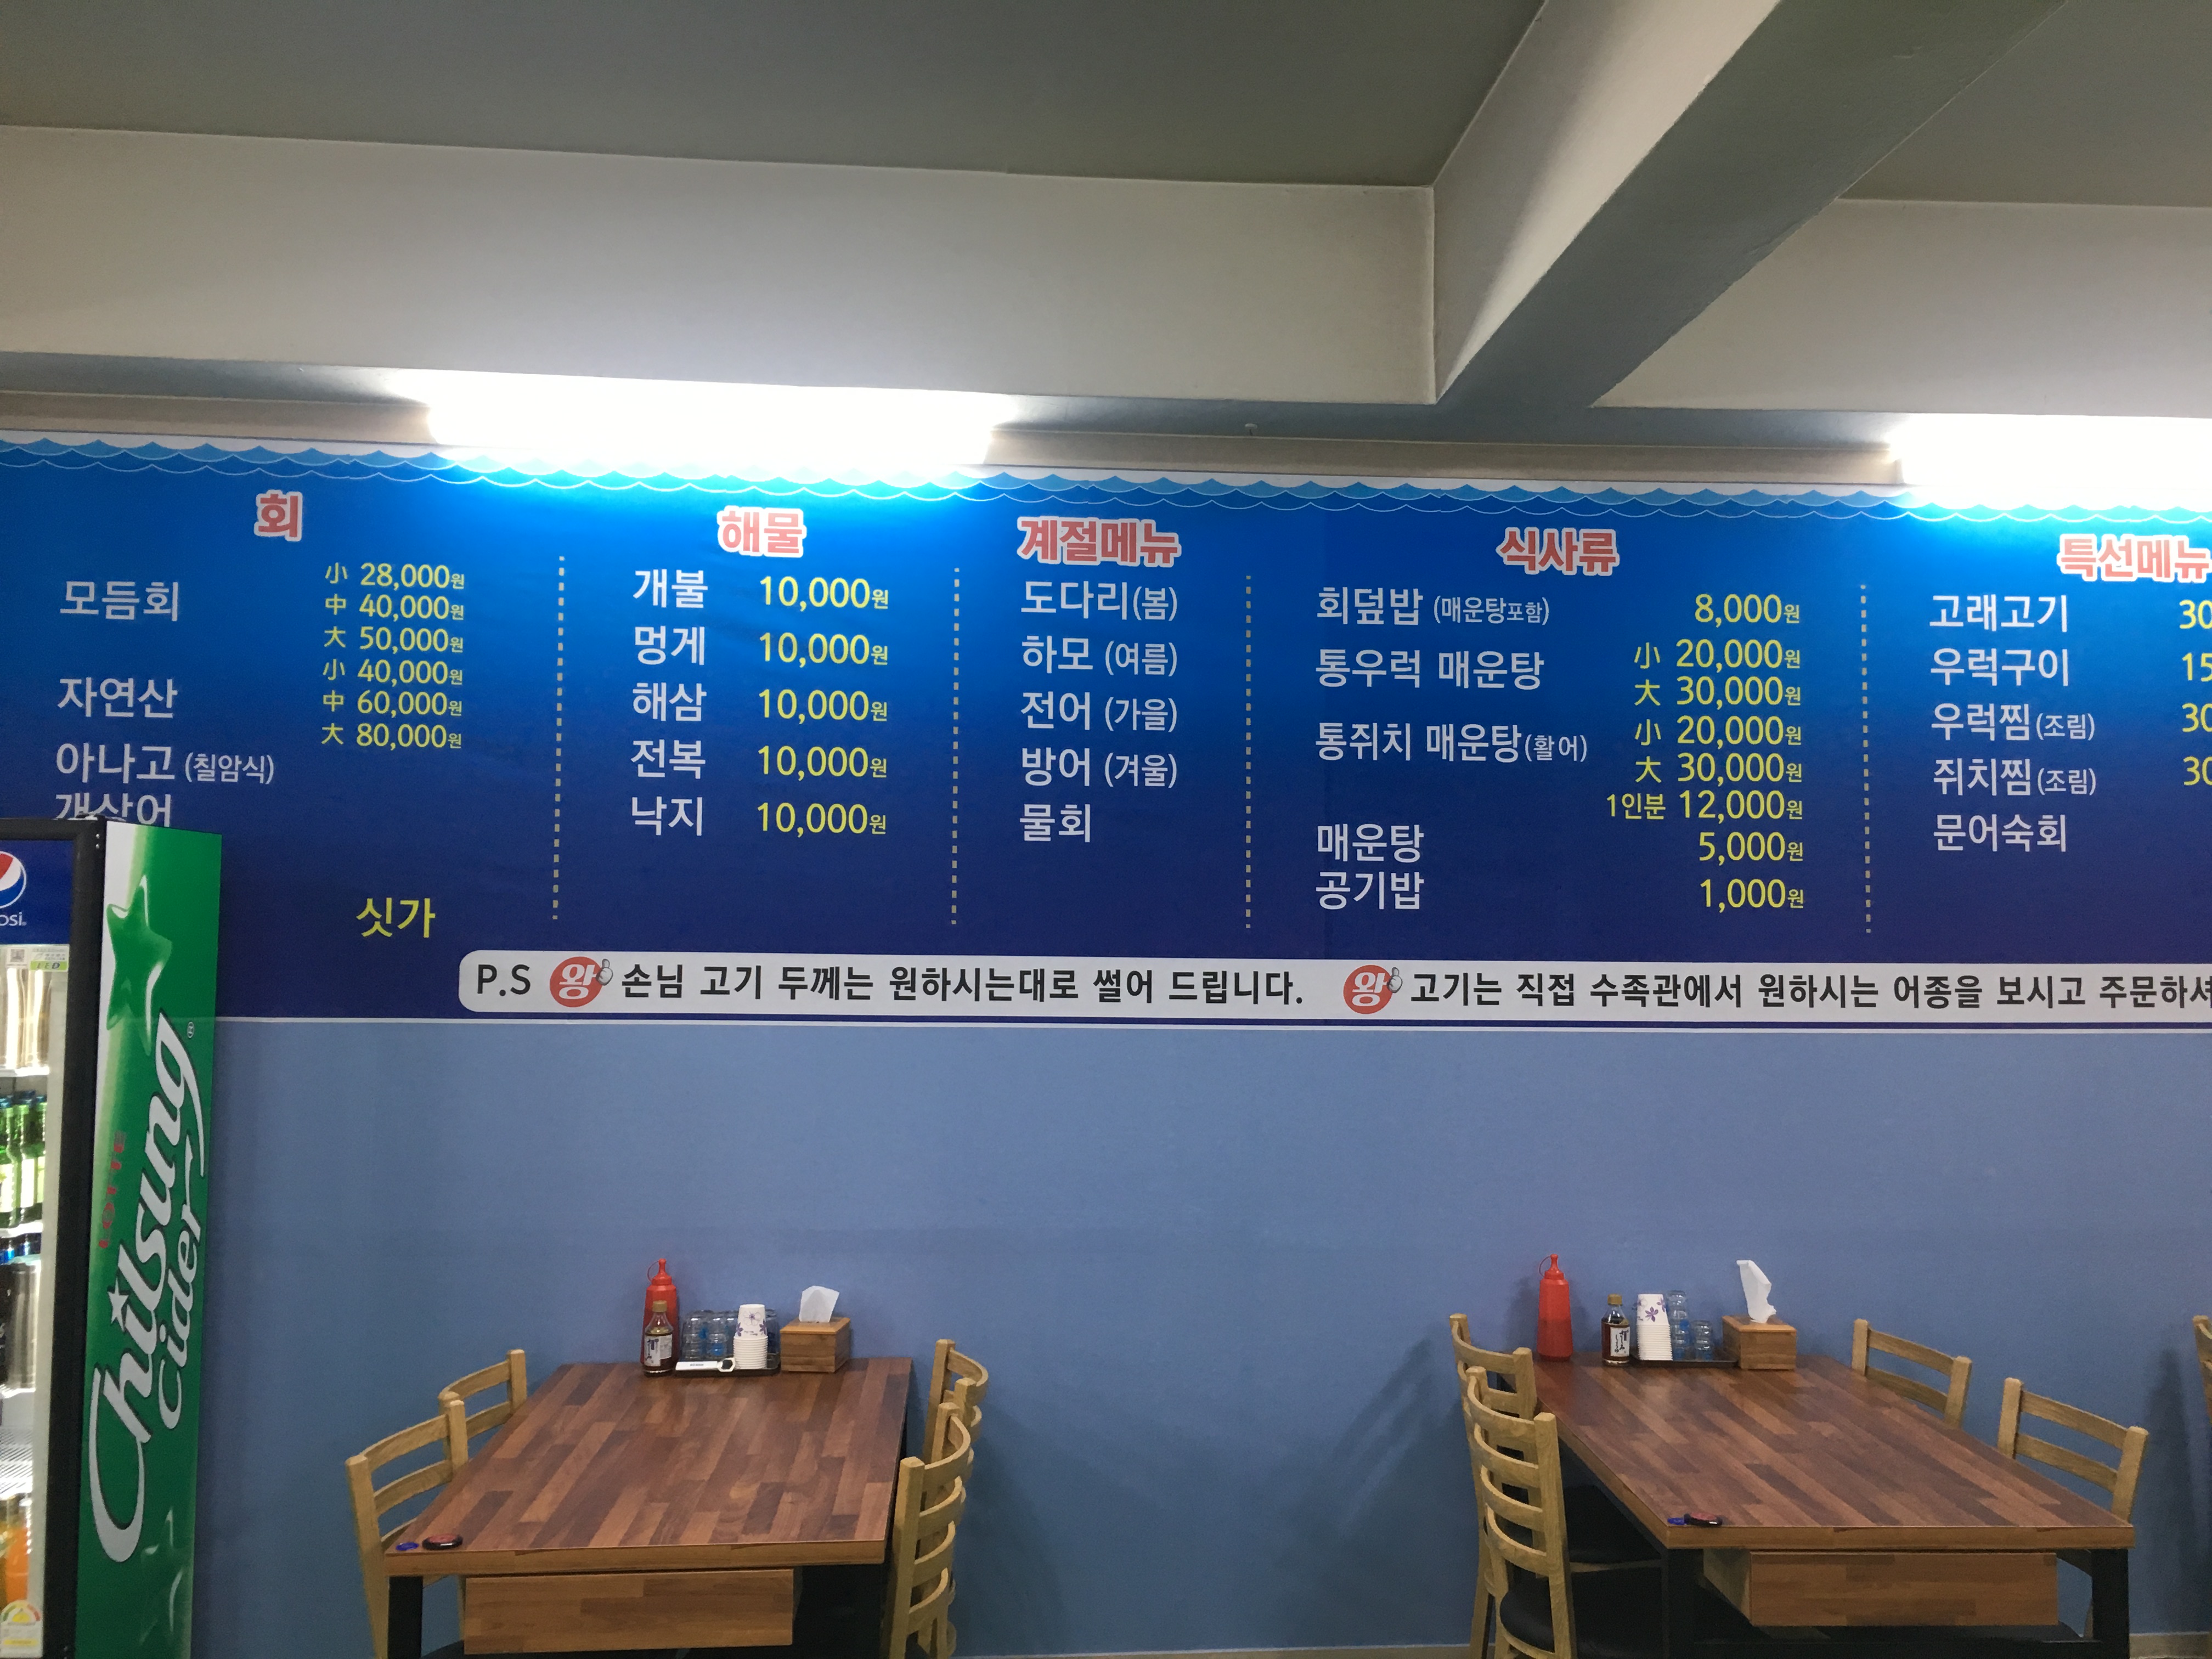 회
모듬회
小 28,000원
中 40,000원
大 50,000원
자연산
小 40,000원
中 60,000원
大 80,000원
아나고 (칠암식)
개상어
싯가
해물
개불 10,000원
멍게 10,000원
해삼 10,000원
전복 10,000원
낙지 10,000원
계절메뉴
도다리(봄)
하모 (여름)
전어 (가을)
방어 (겨울)
물회
식사류
회덮밥 (매운탕포함) 8,000원
통우럭 매운탕
小 20,000원
大 30,000원
통쥐치 매운탕(활어)
小 20,000원
大 30,000원
1인분 12,000원
매운탕 5,000원
공기밥 1,000원
특선메뉴
고래고기 30
우럭구이 15
우럭찜(조림) 30
쥐치찜(조림) 30
문어숙회
P.S 왕 손님 고기 두께는 원하시는대로 썰어 드립니다. 왕 고기는 직접 수족관에서 원하시는 어종을 보시고 주문하셔
Chilsung
Cider